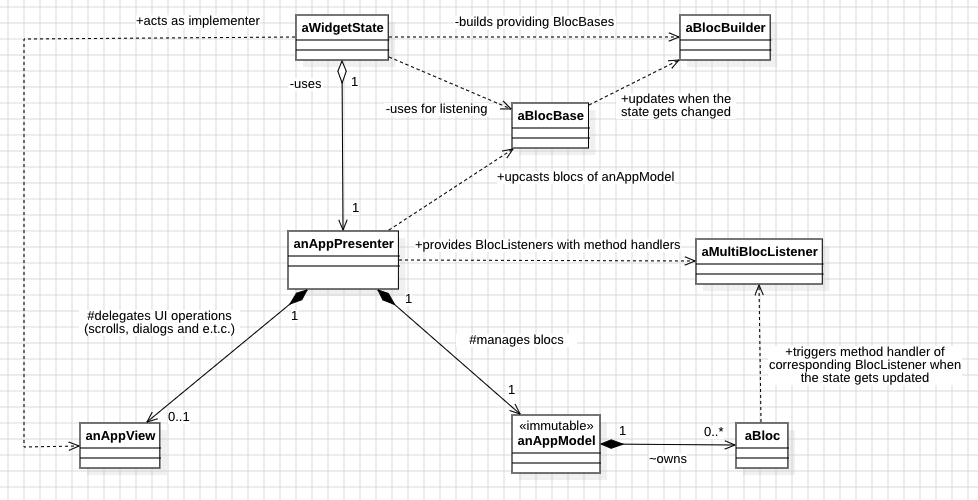 +acts as implementer
aWidgetState
-builds providing BlocBases
aBlocBuilder
-uses
1
-uses for listening
+updates when the
state gets changed
aBlocBase
+upcasts blocs of anAppModel
1
anAppPresenter
+provides BlocListeners with method handlers
aMultiBlocListener
#delegates UI operations
(scrolls, dialogs and e.t.c.)
1
1
#manages blocs
+triggers method handler of
corresponding BlocListener when
the state gets updated
1
0..1
anAppView
«immutable»
anAppModel
1
0..*
~owns
aBloc